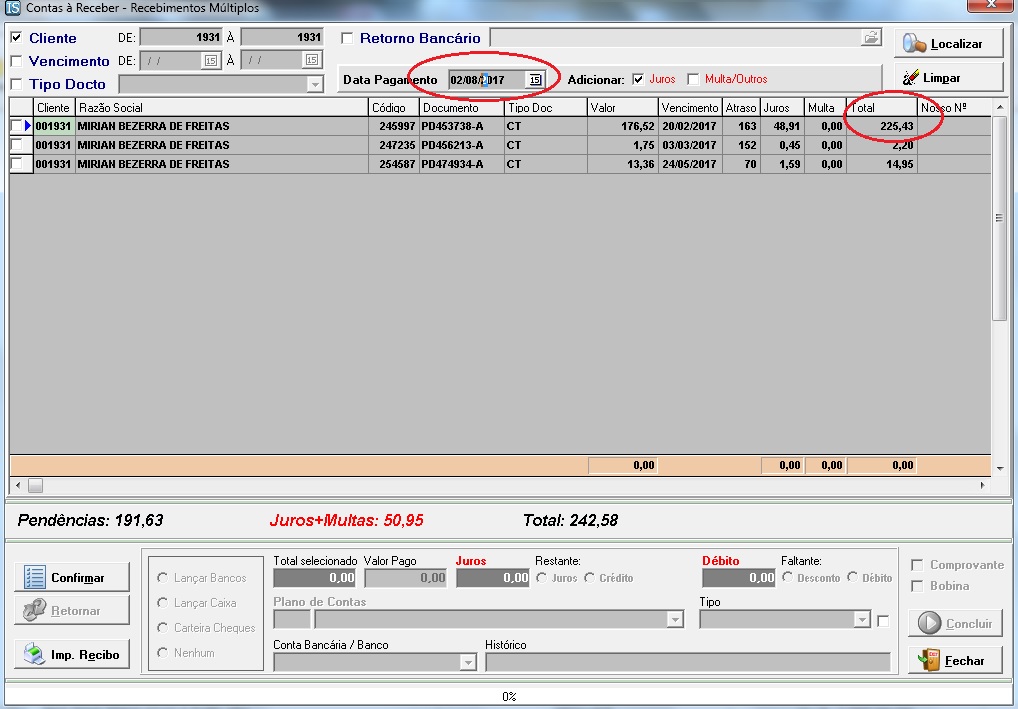 IS Contas à Receber - Recebimentos Múltiplos
Cliente DE: 1931 À 1931 Retorno Bancário Localizar
Vencimento DE: / / 15 À / / 15
Data Pagamento 02/08/2017 15 Adicionar: Juros Multa/Outros Limpar
Tipo Docto
Cliente Razão Social Código Documento Tipo Doc Valor Vencimento Atraso Juros Multa Total Nosso Nº
001931 MIRIAN BEZERRA DE FREITAS 245997 PD453738-A CT 176,52 20/02/2017 163 48,91 0,00 225,43
001931 MIRIAN BEZERRA DE FREITAS 247235 PD456213-A CT 1,75 03/03/2017 152 0,45 0,00 2,20
001931 MIRIAN BEZERRA DE FREITAS 254587 PD474934-A CT 13,36 24/05/2017 70 1,59 0,00 14,95
0,00 0,00 0,00 0,00
Pendências: 191,63 Juros+Multas: 50,95 Total: 242,58
Confirmar
Retornar
Imp. Recibo
Lançar Bancos
Lançar Caixa
Carteira Cheques
Nenhum
Total selecionado Valor Pago Juros Restante: Débito Faltante:
0,00 0,00 0,00 Juros Crédito 0,00 Desconto Débito
Plano de Contas Tipo
Conta Bancária / Banco Histórico
Comprovante
Bobina
Concluir
Fechar
0%